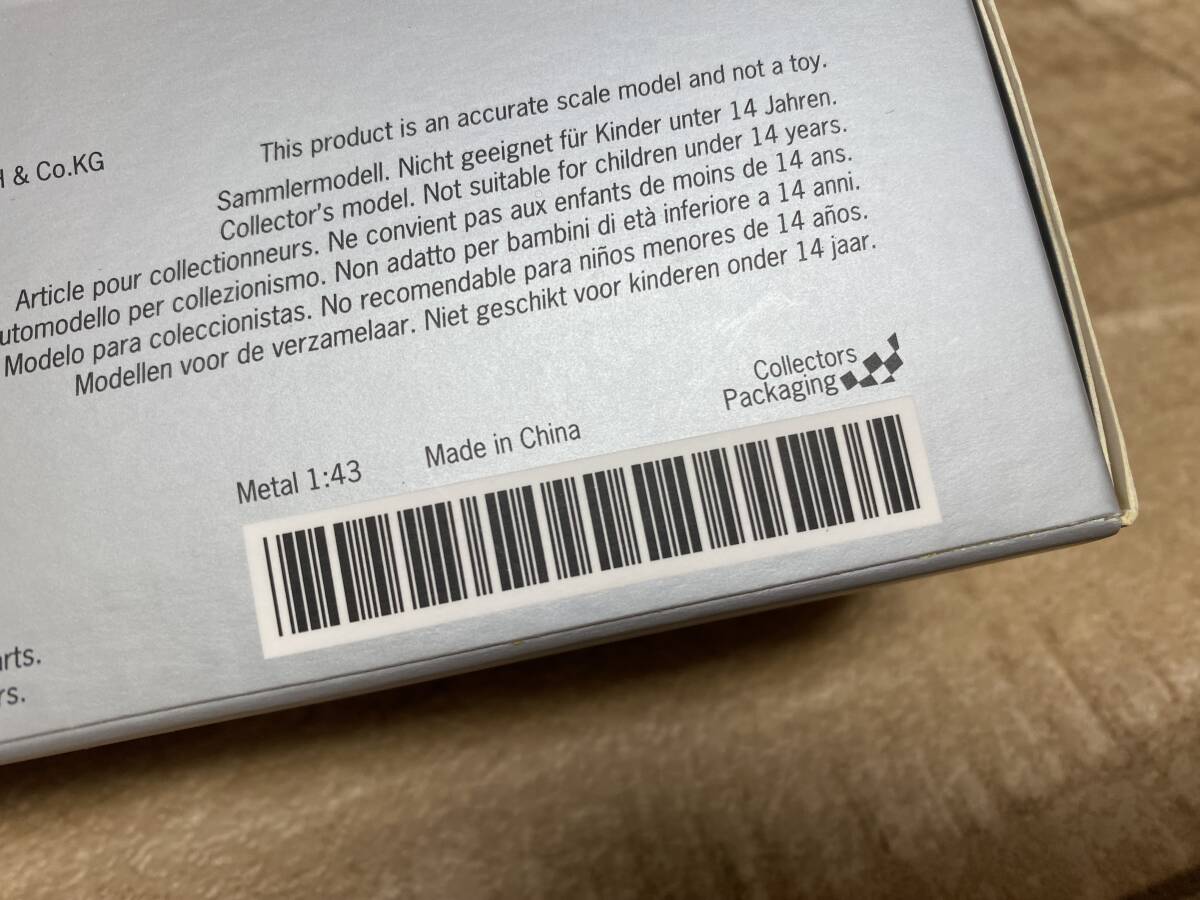 This product is an accurate scale model and not a toy.
& Co.KG
Sammlermodell. Nicht geeignet für Kinder unter 14 Jahren.
Collector's model. Not suitable for children under 14 years.
Article pour collectionneurs. Ne convient pas aux enfants de moins de 14 ans.
utomodello per collezionismo. Non adatto per bambini di età inferiore a 14 anni.
Modelo para coleccionistas. No recomendable para niños menores de 14 años.
Modellen voor de verzamelaar. Niet geschikt voor kinderen onder 14 jaar.
Collectors
Packaging
Metal 1:43 Made in China
rts.
rs.